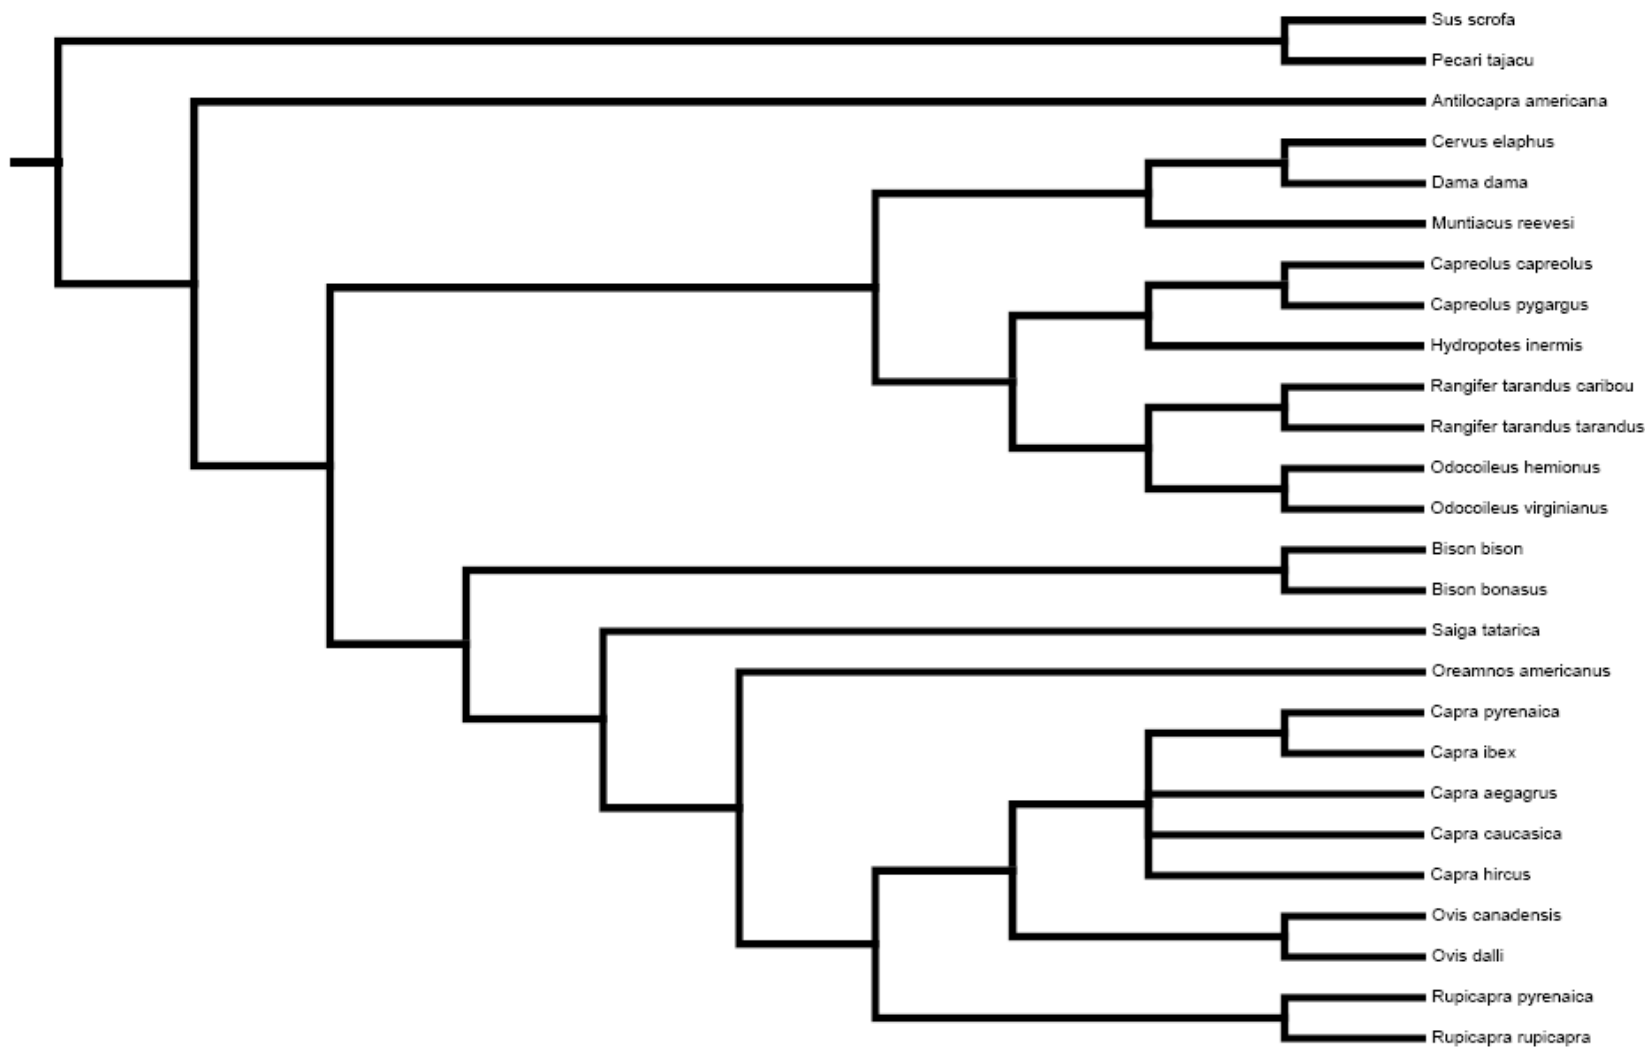 Sus scrofa
Pecari tajacu
Antilocapra americana
Cervus elaphus
Dama dama
Muntiacus reevesi
Capreolus capreolus
Capreolus pygargus
Hydropotes inermis
Rangifer tarandus caribou
Rangifer tarandus tarandus
Odocoileus hemionus
Odocoileus virginianus
Bison bison
Bison bonasus
Saiga tatarica
Oreamnos americanus
Capra pyrenaica
Capra ibex
Capra aegagrus
Capra caucasica
Capra hircus
Ovis canadensis
Ovis dalli
Rupicapra pyrenaica
Rupicapra rupicapra